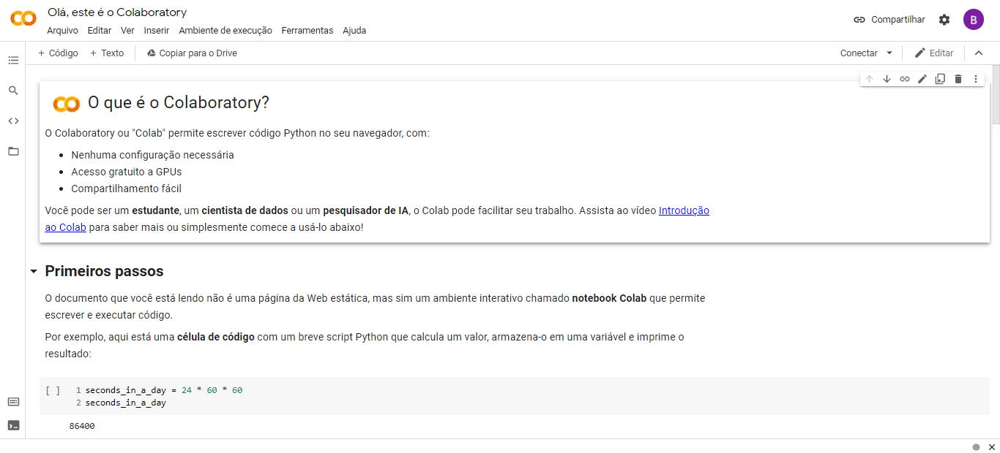 Olá, este é o Colaboratory
Arquivo Editar Ver Inserir Ambiente de execução Ferramentas Ajuda
Compartilhar
B
+ Código + Texto Copiar para o Drive
Conectar Editar
O que é o Colaboratory?
O Colaboratory ou "Colab" permite escrever código Python no seu navegador, com:
• Nenhuma configuração necessária
• Acesso gratuito a GPUs
• Compartilhamento fácil
Você pode ser um estudante, um cientista de dados ou um pesquisador de IA, o Colab pode facilitar seu trabalho. Assista ao vídeo Introdução
ao Colab para saber mais ou simplesmente comece a usá-lo abaixo!
Primeiros passos
O documento que você está lendo não é uma página da Web estática, mas sim um ambiente interativo chamado notebook Colab que permite
escrever e executar código.
Por exemplo, aqui está uma célula de código com um breve script Python que calcula um valor, armazena-o em uma variável e imprime o
resultado:
[ ] 1 seconds_in_a_day = 24 * 60 * 60
2 seconds_in_a_day
86400